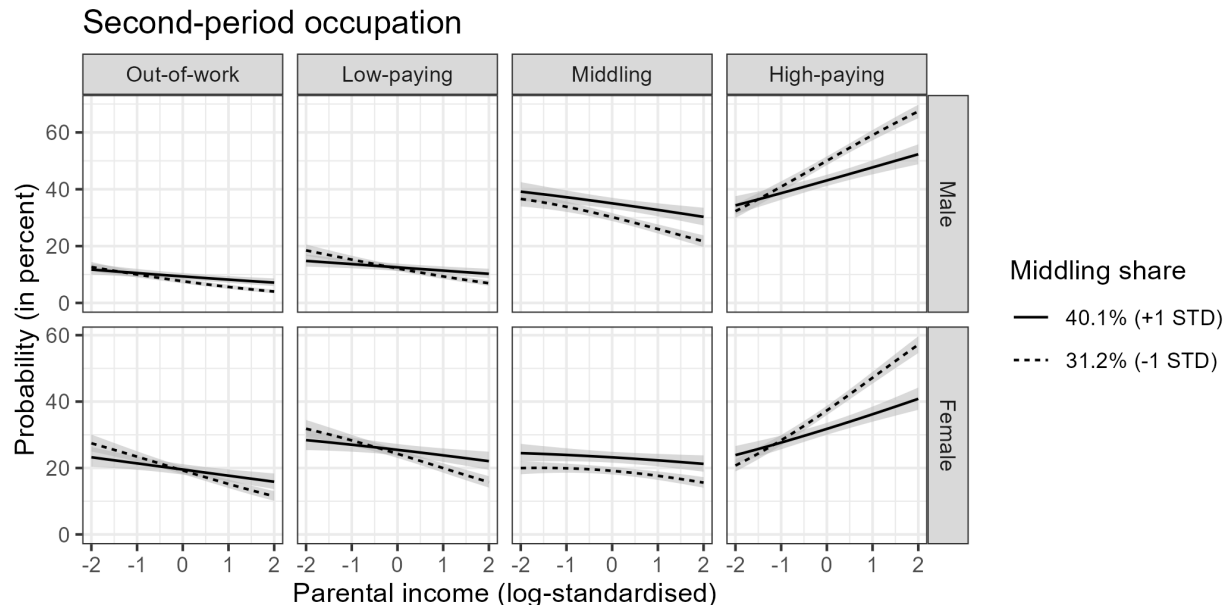 Second-period occupation
Out-of-work Low-paying Middling High-paying
Probability (in percent)
60
40
20
0
Male
60
40
20
0
Female
-2 -1 0 1 2 -2 -1 0 1 2 -2 -1 0 1 2 -2 -1 0 1 2
Parental income (log-standardised)
Middling share
40.1% (+1 STD)
31.2% (-1 STD)